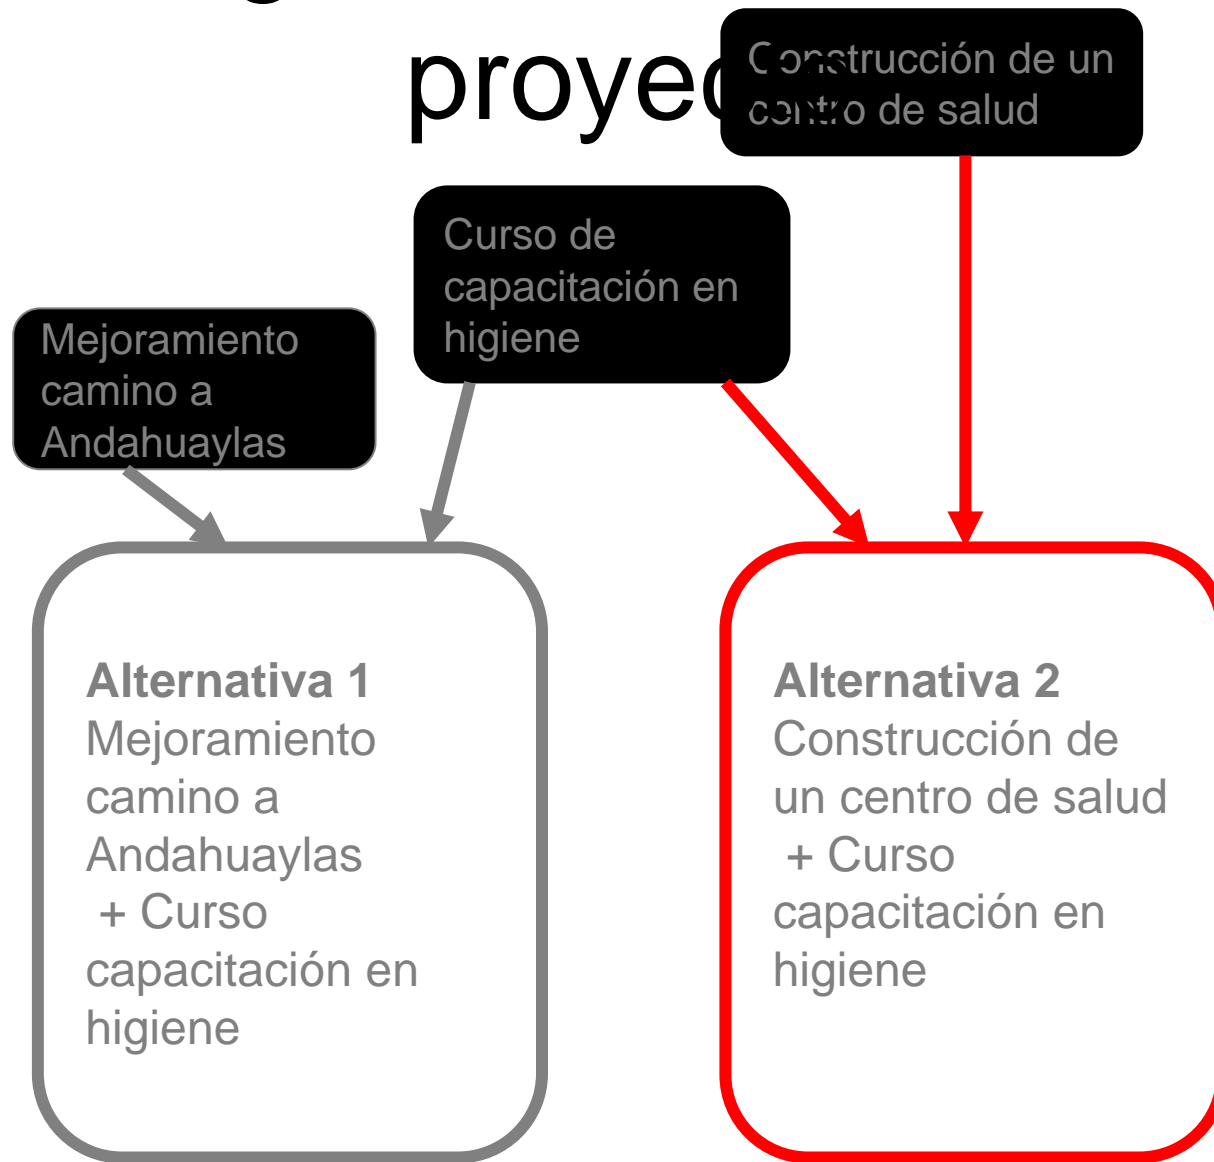 Construcción de un
centro de salud
Curso de
capacitación en
higiene
Mejoramiento
camino a
Andahuaylas
Alternativa 1
Mejoramiento
camino a
Andahuaylas
+ Curso
capacitación en
higiene
Alternativa 2
Construcción de
un centro de salud
+ Curso
capacitación en
higiene